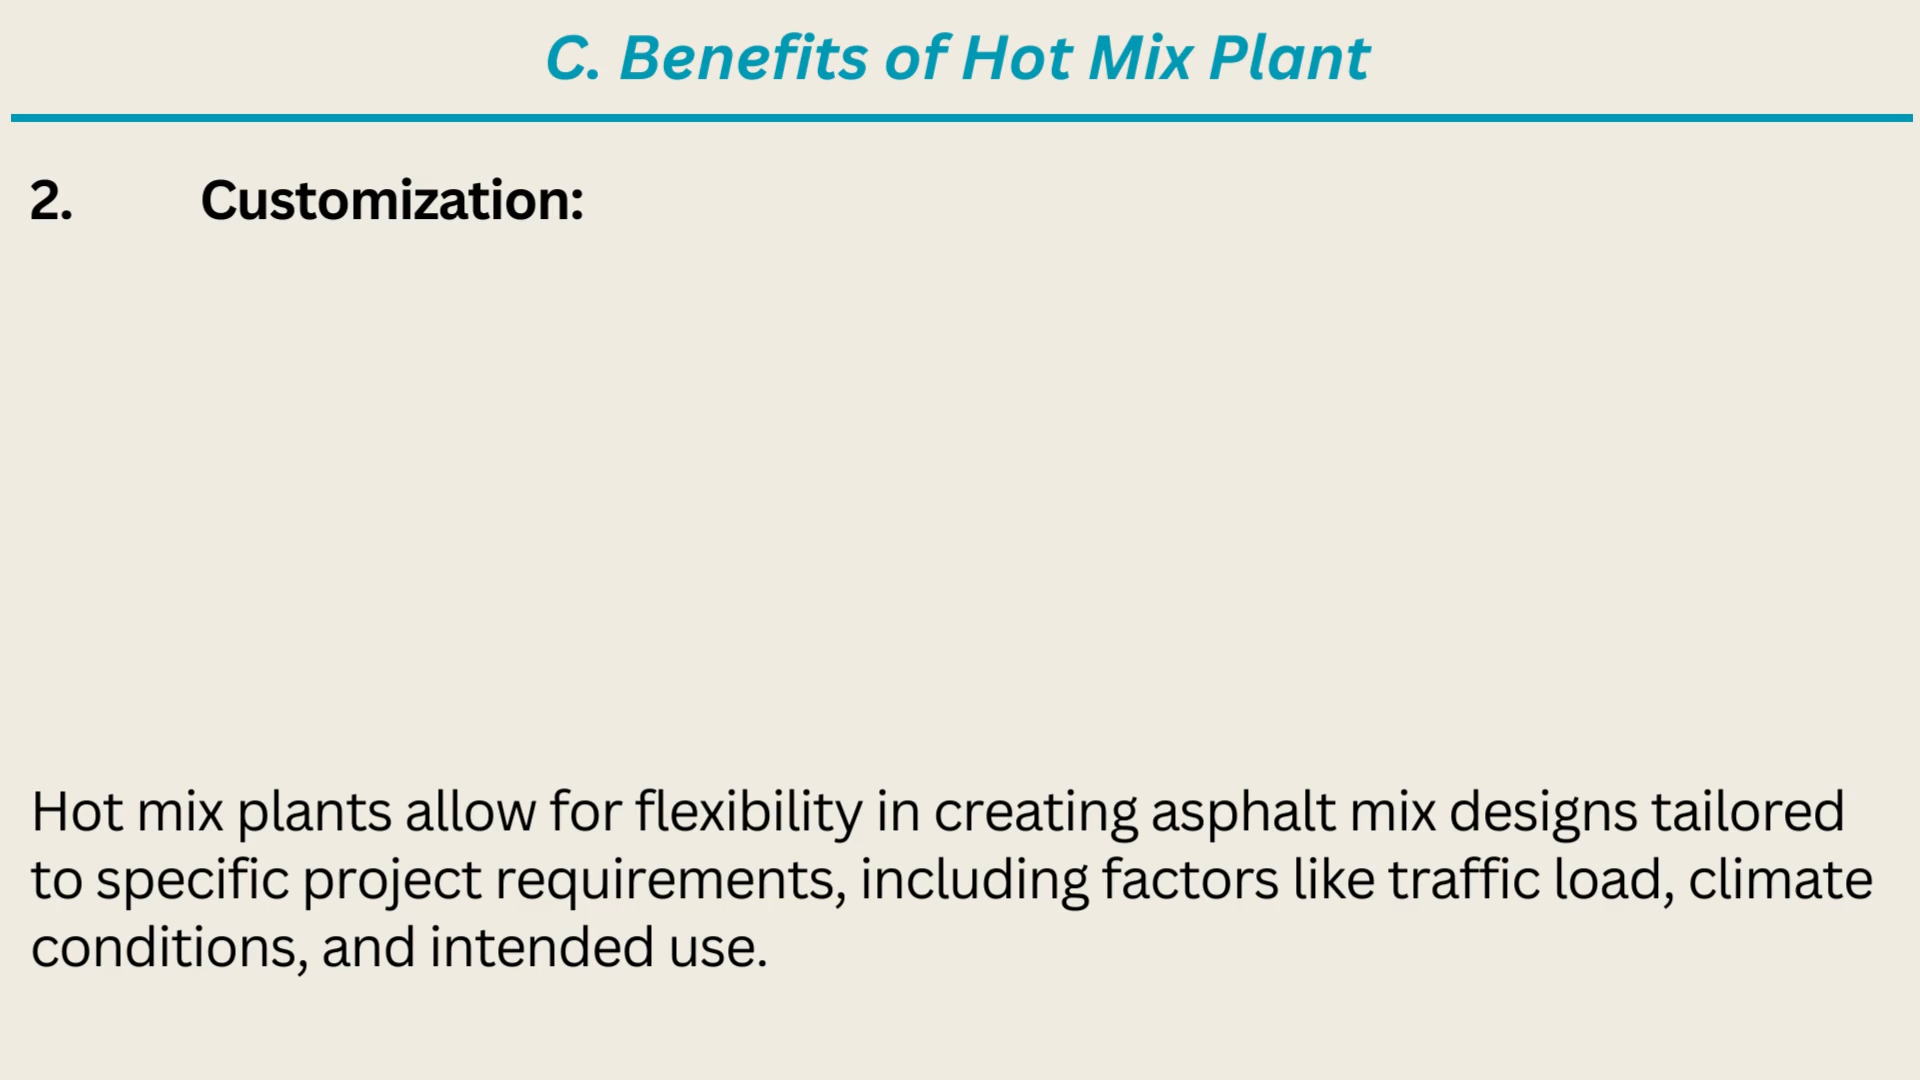 C. Benefits of Hot Mix Plant
2. Customization:
Hot mix plants allow for flexibility in creating asphalt mix designs tailored
to specific project requirements, including factors like traffic load, climate
conditions, and intended use.